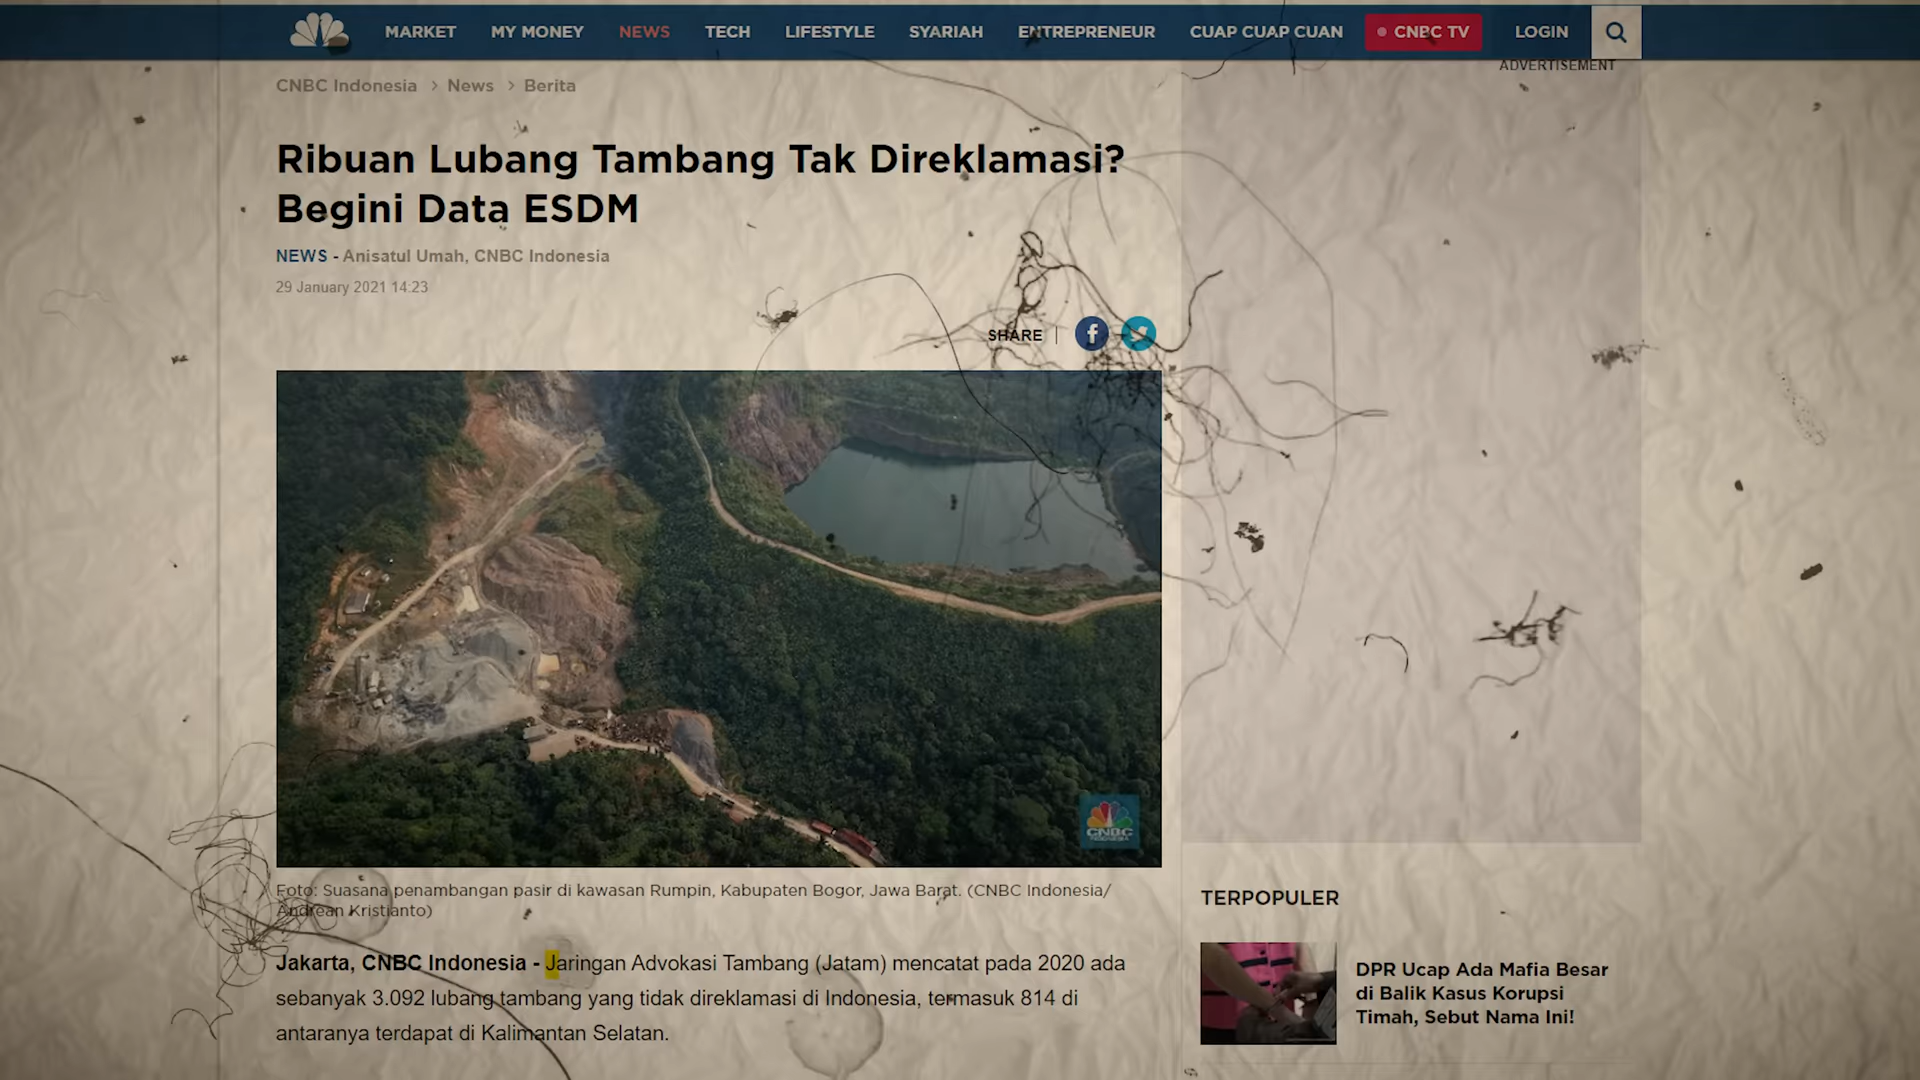 MARKET MY MONEY NEWS TECH LIFESTYLE SYARIAH ENTREPRENEUR CUAP CUAP CUAN CNBC TV LOGIN
ADVERTISEMENT
CNBC Indonesia > News > Berita
Ribuan Lubang Tambang Tak Direklamasi?
Begini Data ESDM
NEWS - Anisatul Umah, CNBC Indonesia
29 January 2021 14:23
SHARE |
CNBC
INDONESIA
Foto: Suasana penambangan pasir di kawasan Rumpin, Kabupaten Bogor, Jawa Barat. (CNBC Indonesia/
Andrean Kristianto)
Jakarta, CNBC Indonesia - Jaringan Advokasi Tambang (Jatam) mencatat pada 2020 ada
sebanyak 3.092 lubang tambang yang tidak direklamasi di Indonesia, termasuk 814 di
antaranya terdapat di Kalimantan Selatan.
TERPOPULER
DPR Ucap Ada Mafia Besar
di Balik Kasus Korupsi
Timah, Sebut Nama Ini!